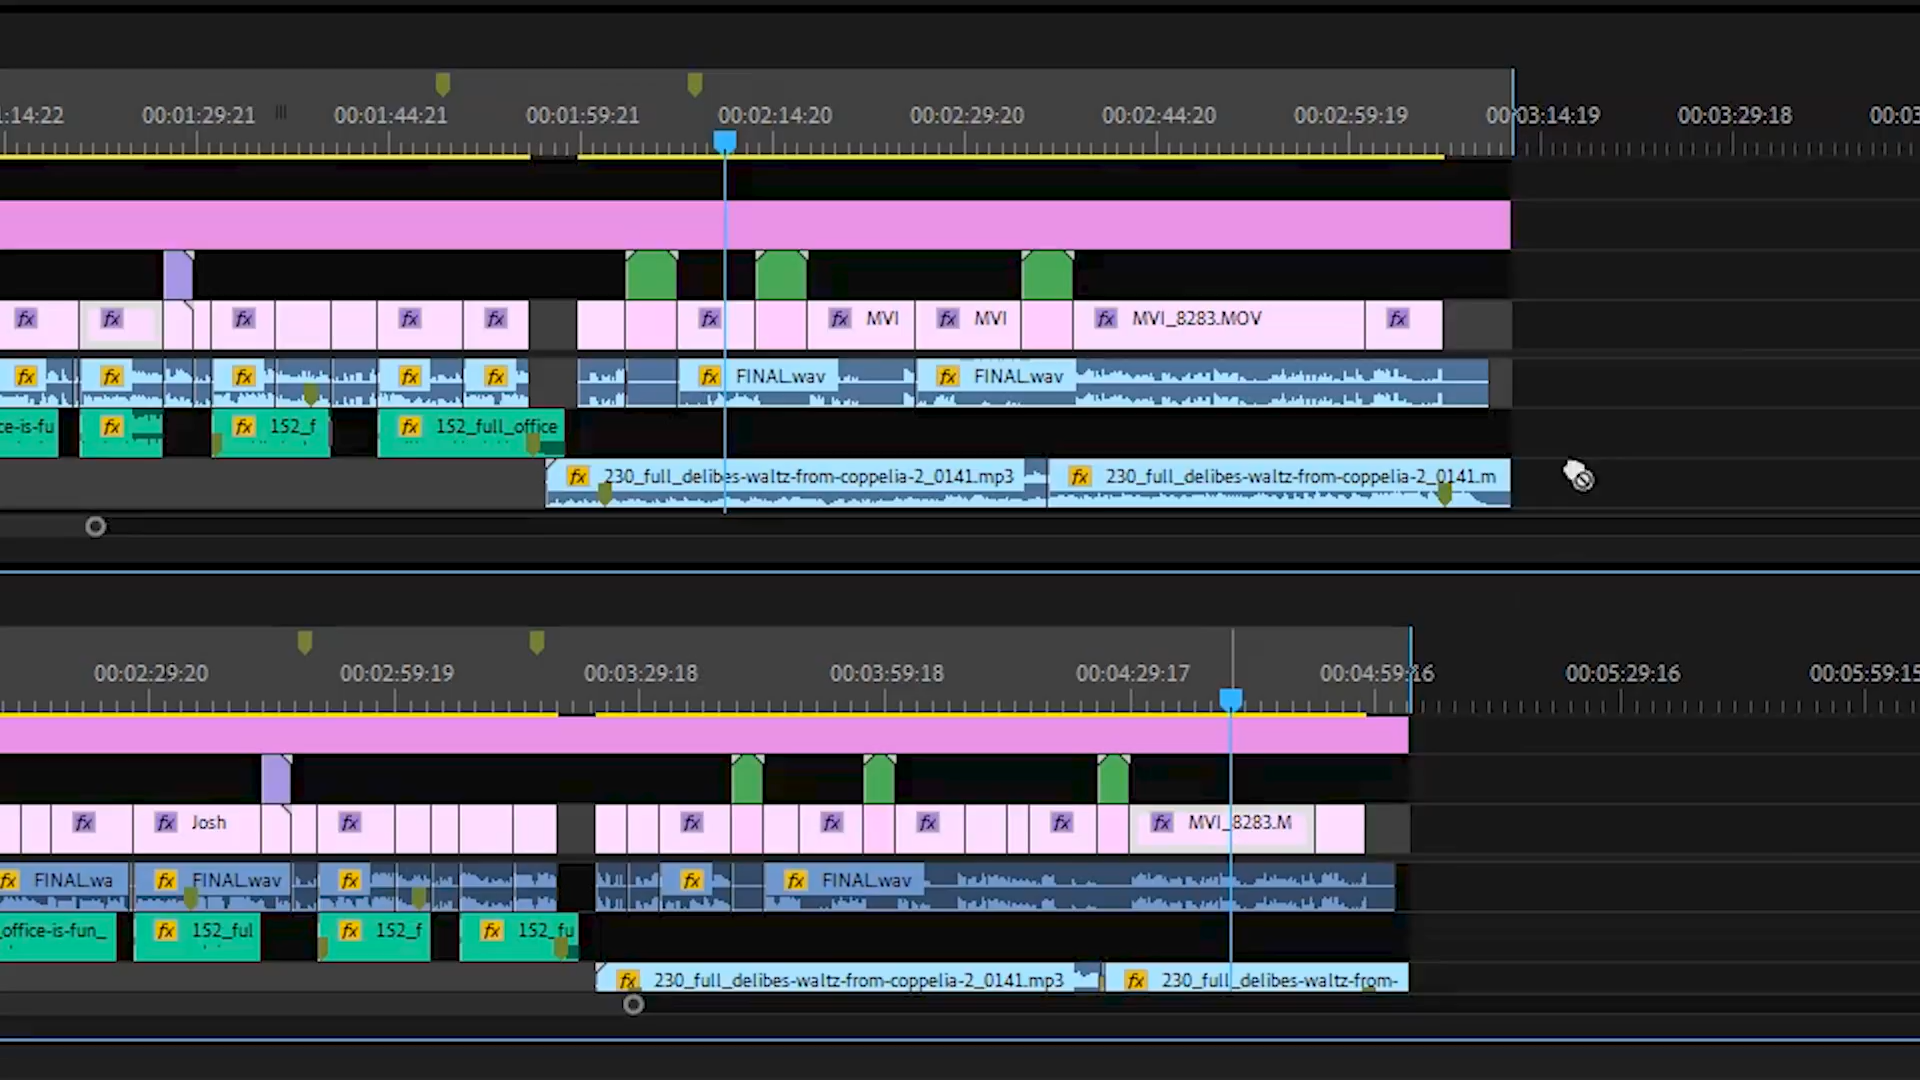 1:14:22 00:01:29:21 00:01:44:21 00:01:59:21 00:02:14:20 00:02:29:20 00:02:44:20 00:02:59:19 00:03:14:19 00:03:29:18 00:03
fx fx fx fx fx fx fx MVI fx MVI fx MVI_8283.MOV fx
fx fx fx fx fx fx FINAL.wav fx FINAL.wav
ce-is-fu fx fx 152_f fx 152_full_office
fx 230_full_delibes-waltz-from-coppelia-2_0141.mp3 fx 230_full_delibes-waltz-from-coppelia-2_0141.m
00:02:29:20 00:02:59:19 00:03:29:18 00:03:59:18 00:04:29:17 00:04:59:16 00:05:29:16 00:05:59:15
fx fx Josh fx fx fx fx fx fx MVI_8283.M
fx FINAL.wa fx FINAL.wav fx fx fx FINAL.wav
_office-is-fun_ fx 152_ful fx 152_f fx 152_fu
fx 230_full_delibes-waltz-from-coppelia-2_0141.mp3 fx 230_full_delibes-waltz-from-